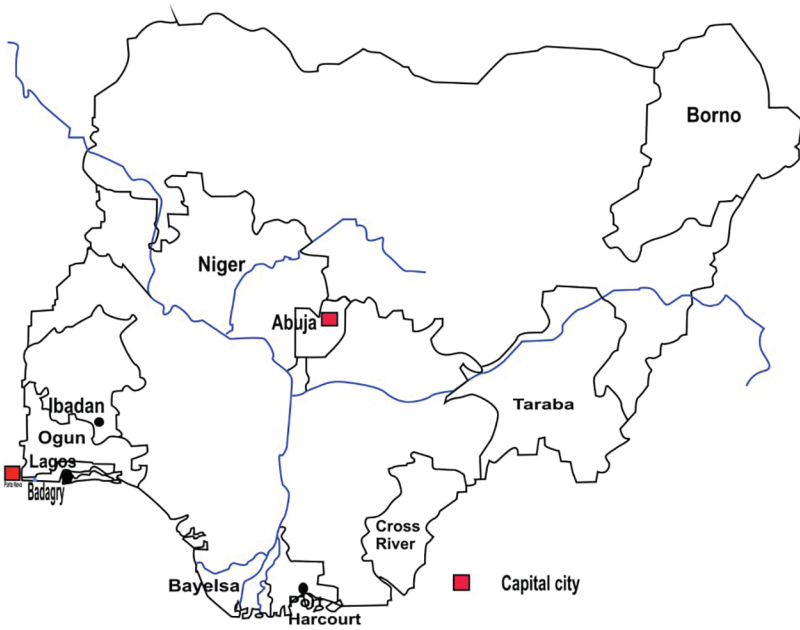 Borno
Niger
Abuja
Taraba
Ibadan
Ogun
Lagos
Porto Novo
Badagry
Cross
River
Bayelsa
Port
Harcourt
Capital city